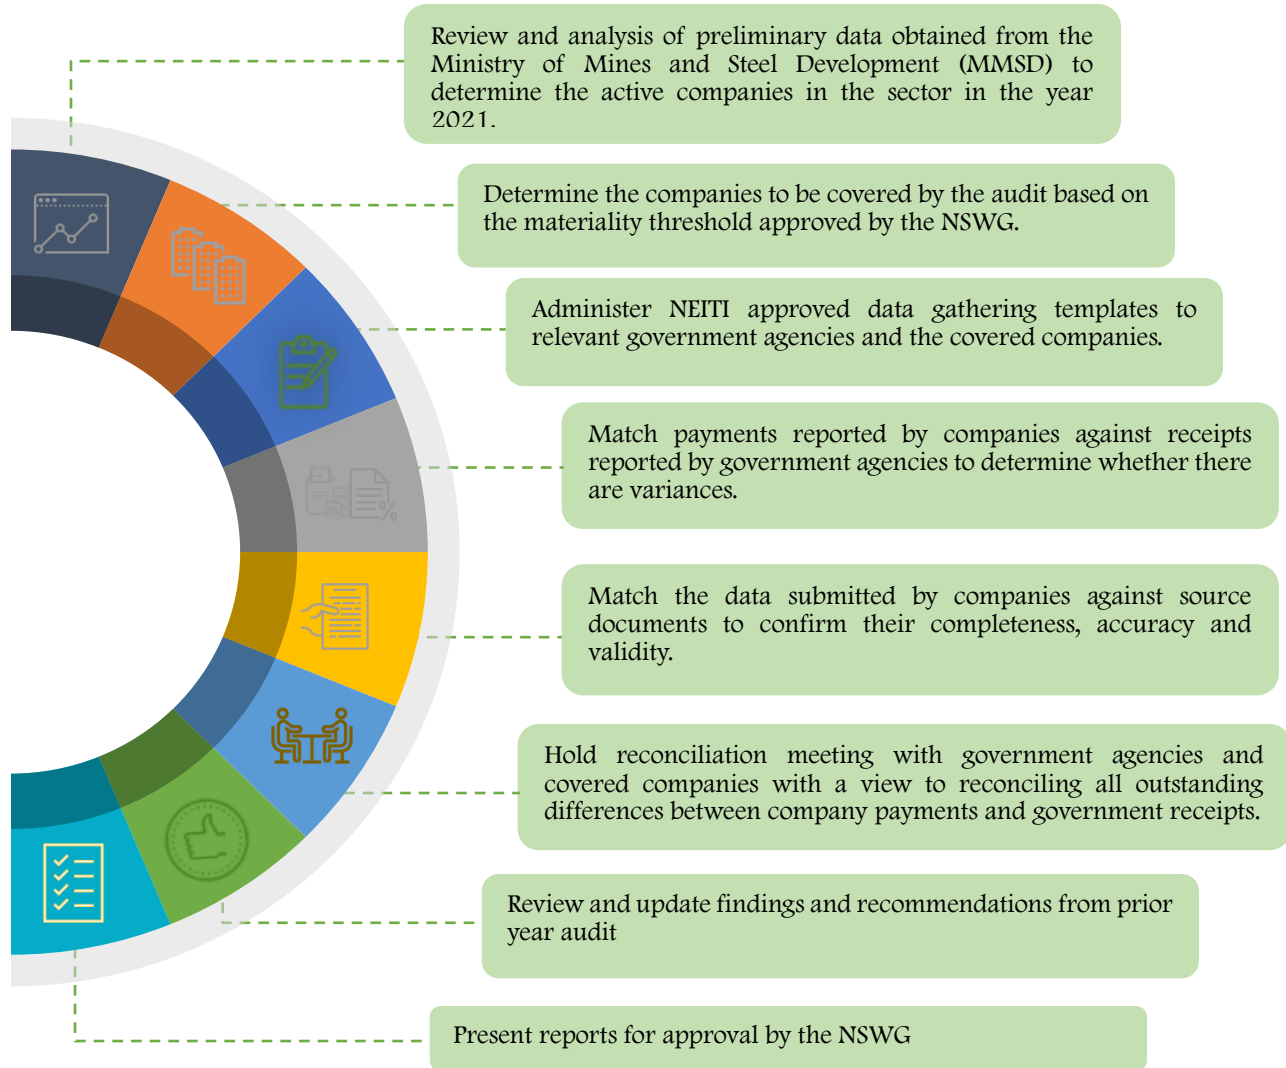 Review and analysis of preliminary data obtained from the
Ministry of Mines and Steel Development (MMSD) to
determine the active companies in the sector in the year
2021.
Determine the companies to be covered by the audit based on
the materiality threshold approved by the NSWG.
Administer NEITI approved data gathering templates to
relevant government agencies and the covered companies.
Match payments reported by companies against receipts
reported by government agencies to determine whether there
are variances.
Match the data submitted by companies against source
documents to confirm their completeness, accuracy and
validity.
Hold reconciliation meeting with government agencies and
covered companies with a view to reconciling all outstanding
differences between company payments and government receipts.
Review and update findings and recommendations from prior
year audit
Present reports for approval by the NSWG